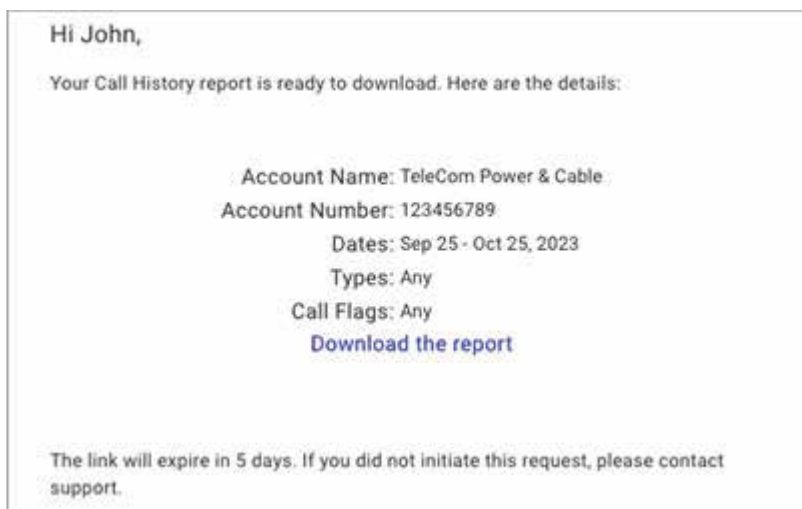 Hi John,
Your Call History report is ready to download. Here are the details:
Account Name: TeleCom Power & Cable
Account Number: 123456789
Dates: Sep 25 - Oct 25, 2023
Types: Any
Call Flags: Any
Download the report
The link will expire in 5 days. If you did not initiate this request, please contact
support.